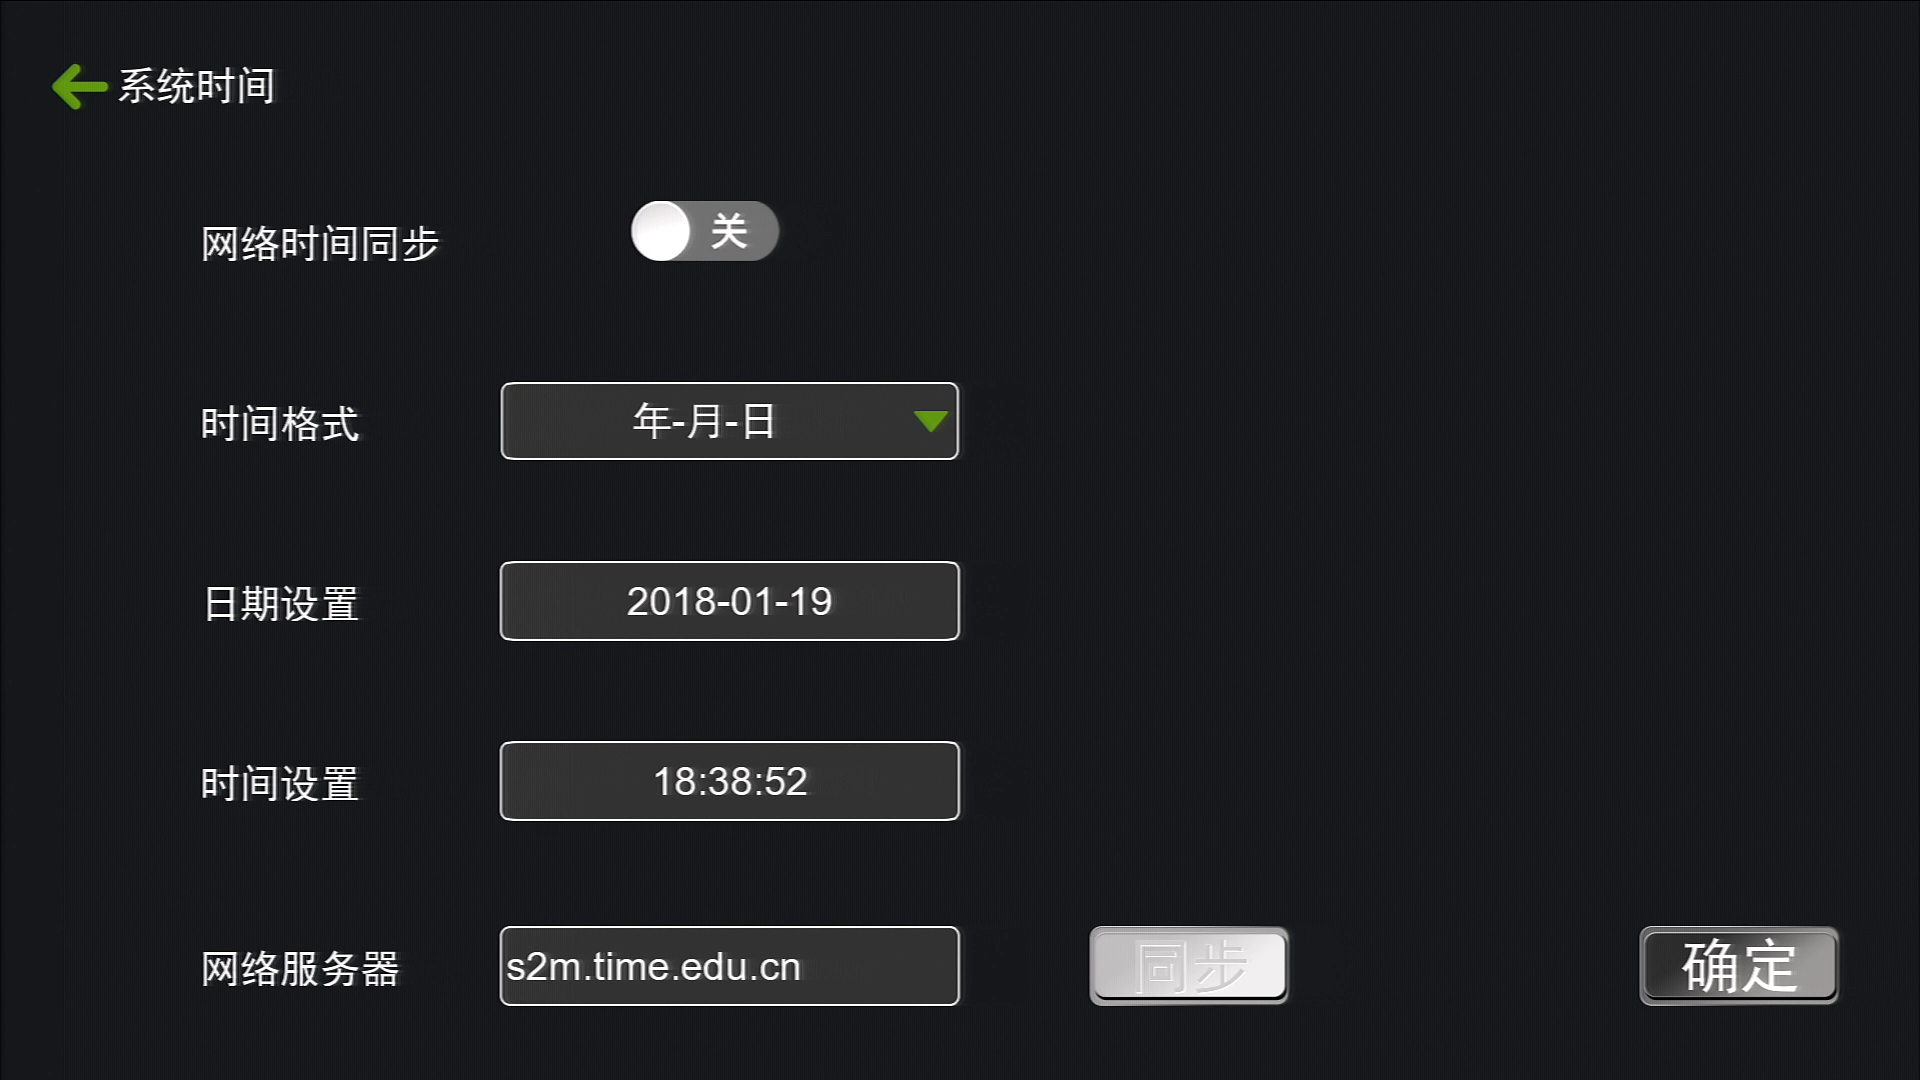 系统时间
网络时间同步 关
时间格式 年-月-日
日期设置 2018-01-19
时间设置 18:38:52
网络服务器 s2m.time.edu.cn 同步 确定